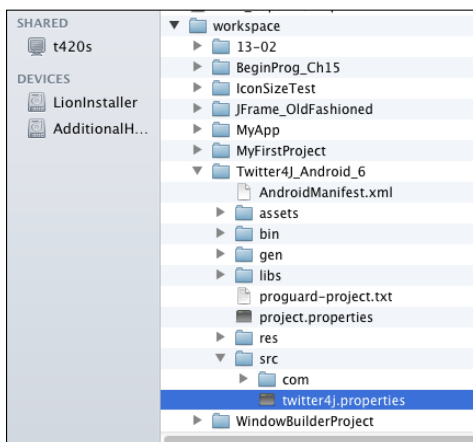 SHARED
t420s
DEVICES
LionInstaller
AdditionalH...
workspace
13-02
BeginProg_Ch15
IconSizeTest
JFrame_OldFashioned
MyApp
MyFirstProject
Twitter4J_Android_6
AndroidManifest.xml
assets
bin
gen
libs
proguard-project.txt
project.properties
res
src
com
twitter4j.properties
WindowBuilderProject